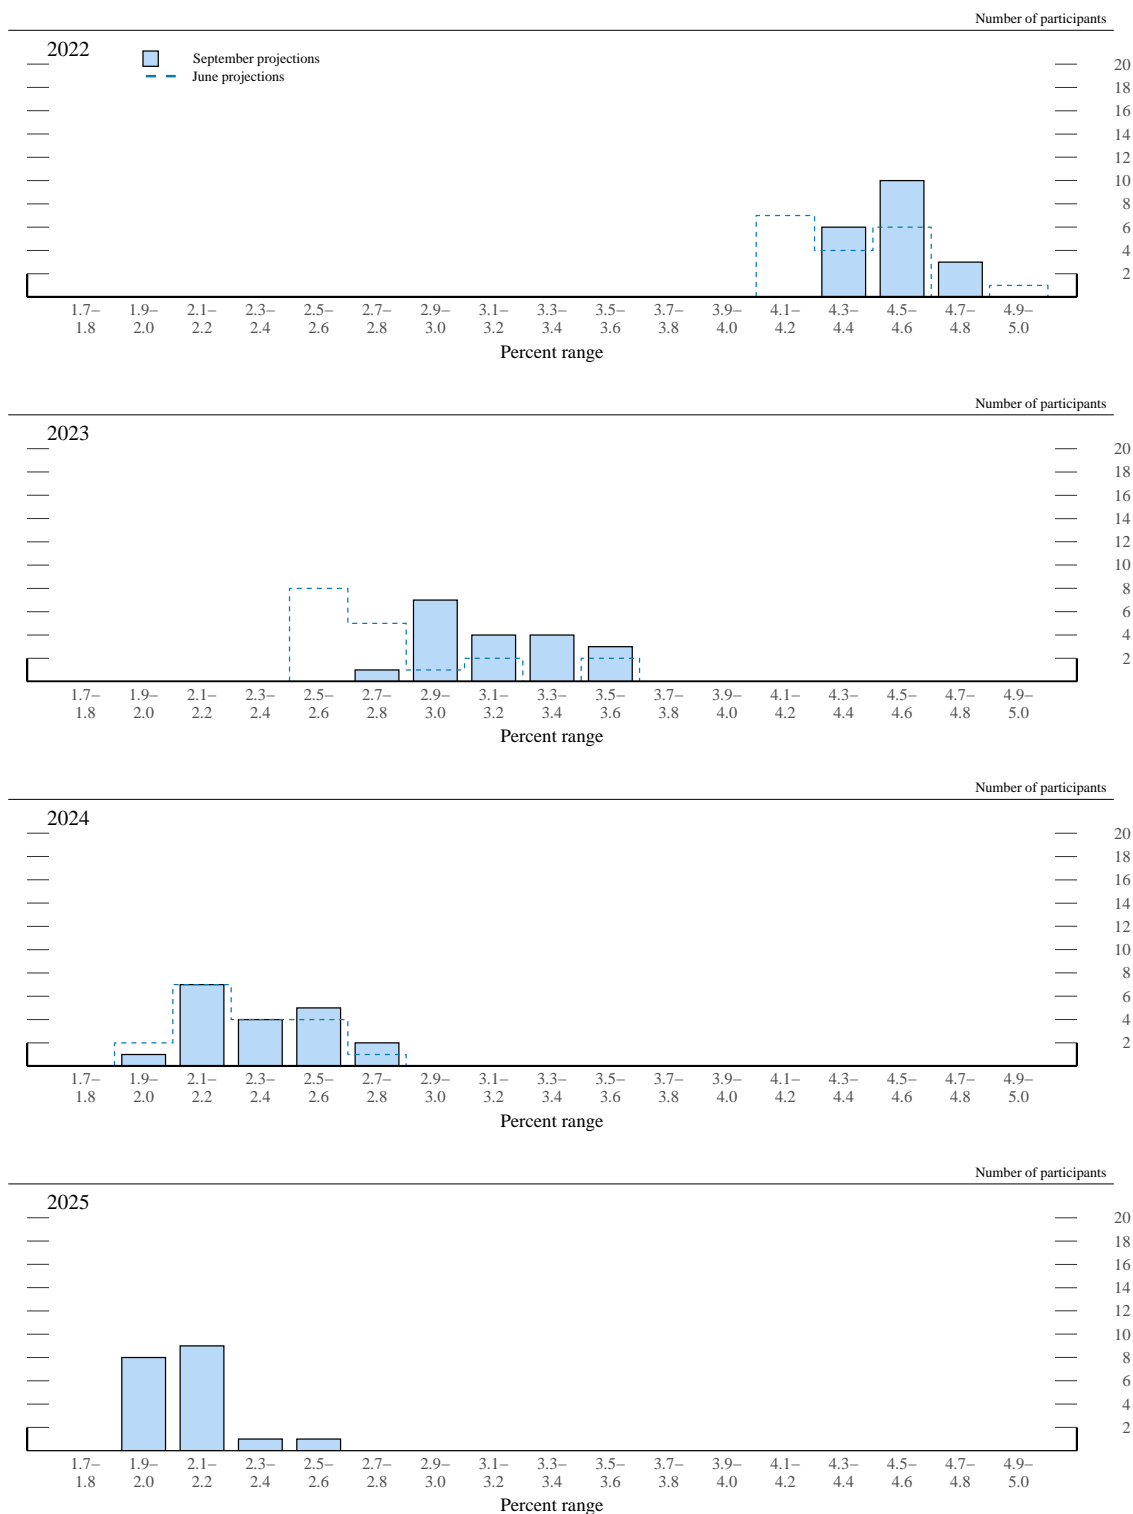 Number of participants
2022
September projections
June projections
20
18
16
14
12
10
8
6
4
2
1.7– 1.9– 2.1– 2.3– 2.5– 2.7– 2.9– 3.1– 3.3– 3.5– 3.7– 3.9– 4.1– 4.3– 4.5– 4.7– 4.9–
1.8 2.0 2.2 2.4 2.6 2.8 3.0 3.2 3.4 3.6 3.8 4.0 4.2 4.4 4.6 4.8 5.0
Percent range
Number of participants
2023
20
18
16
14
12
10
8
6
4
2
1.7– 1.9– 2.1– 2.3– 2.5– 2.7– 2.9– 3.1– 3.3– 3.5– 3.7– 3.9– 4.1– 4.3– 4.5– 4.7– 4.9–
1.8 2.0 2.2 2.4 2.6 2.8 3.0 3.2 3.4 3.6 3.8 4.0 4.2 4.4 4.6 4.8 5.0
Percent range
Number of participants
2024
20
18
16
14
12
10
8
6
4
2
1.7– 1.9– 2.1– 2.3– 2.5– 2.7– 2.9– 3.1– 3.3– 3.5– 3.7– 3.9– 4.1– 4.3– 4.5– 4.7– 4.9–
1.8 2.0 2.2 2.4 2.6 2.8 3.0 3.2 3.4 3.6 3.8 4.0 4.2 4.4 4.6 4.8 5.0
Percent range
Number of participants
2025
20
18
16
14
12
10
8
6
4
2
1.7– 1.9– 2.1– 2.3– 2.5– 2.7– 2.9– 3.1– 3.3– 3.5– 3.7– 3.9– 4.1– 4.3– 4.5– 4.7– 4.9–
1.8 2.0 2.2 2.4 2.6 2.8 3.0 3.2 3.4 3.6 3.8 4.0 4.2 4.4 4.6 4.8 5.0
Percent range